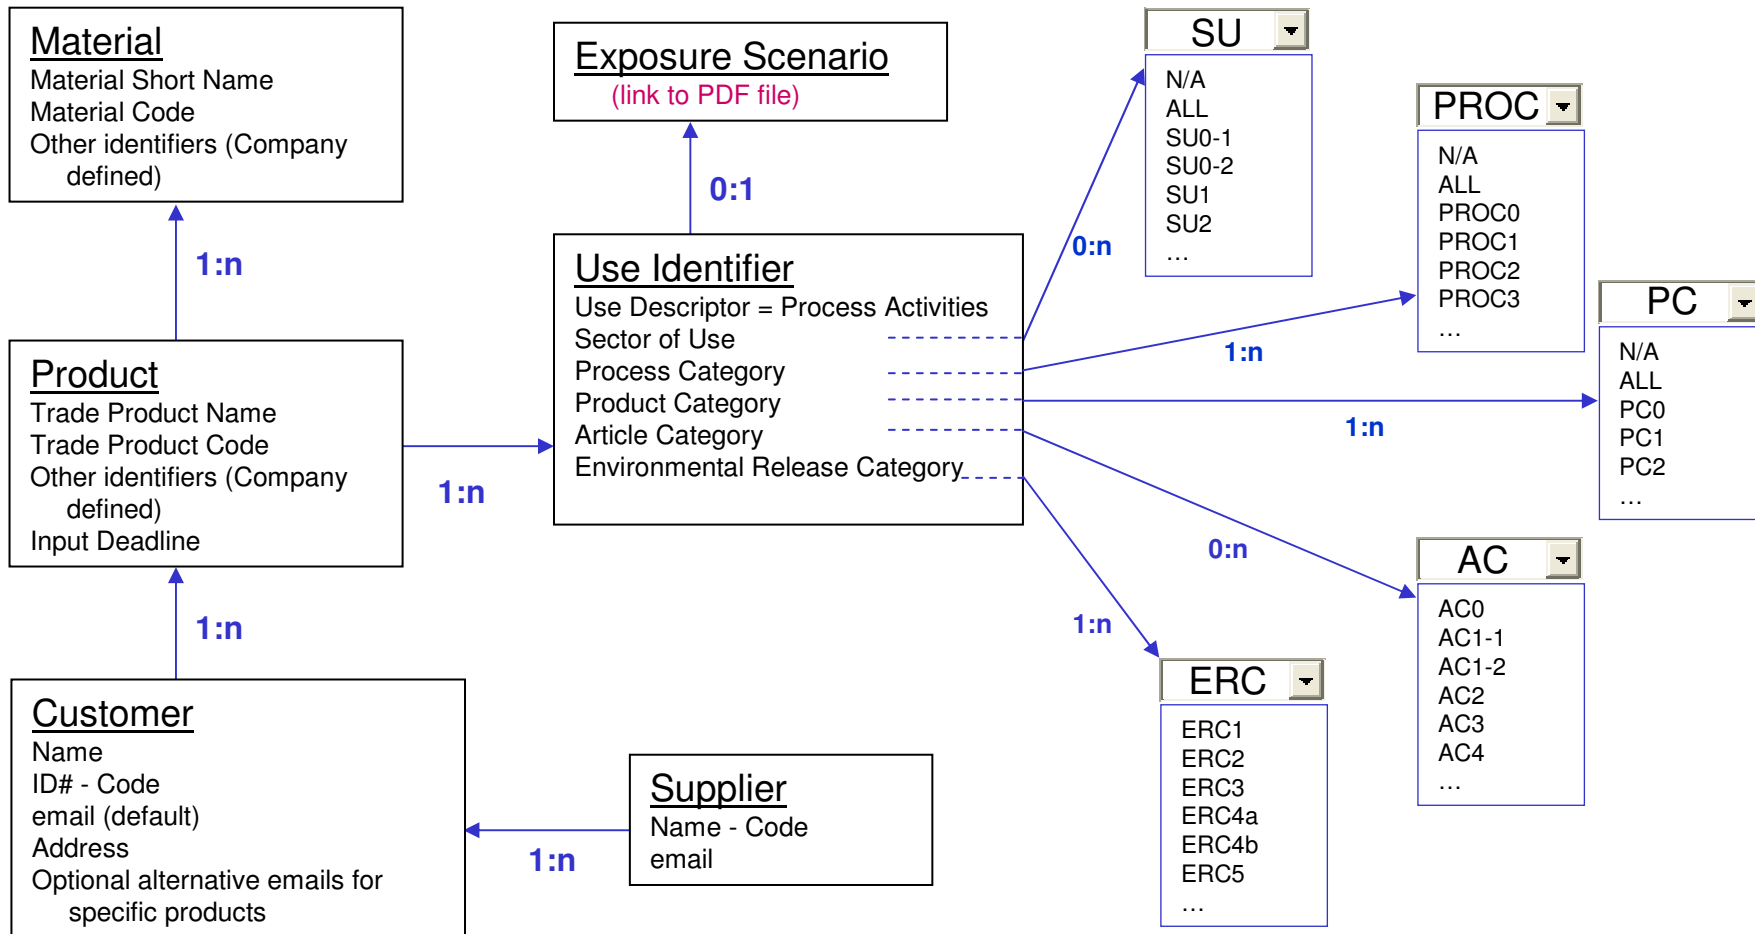 Material
Material Short Name
Material Code
Other identifiers (Company
defined)
1:n
Product
Trade Product Name
Trade Product Code
Other identifiers (Company
defined)
Input Deadline
1:n
1:n
Customer
Name
ID# - Code
email (default)
Address
Optional alternative emails for
specific products
1:n
Supplier
Name - Code
email
Exposure Scenario
(link to PDF file)
0:1
Use Identifier
Use Descriptor = Process Activities
Sector of Use
Process Category
Product Category
Article Category
Environmental Release Category
0:n
SU
N/A
ALL
SU0-1
SU0-2
SU1
SU2
...
1:n
PROC
N/A
ALL
PROC0
PROC1
PROC2
PROC3
...
1:n
PC
N/A
ALL
PC0
PC1
PC2
...
0:n
AC
AC0
AC1-1
AC1-2
AC2
AC3
AC4
...
1:n
ERC
ERC1
ERC2
ERC3
ERC4a
ERC4b
ERC5
...